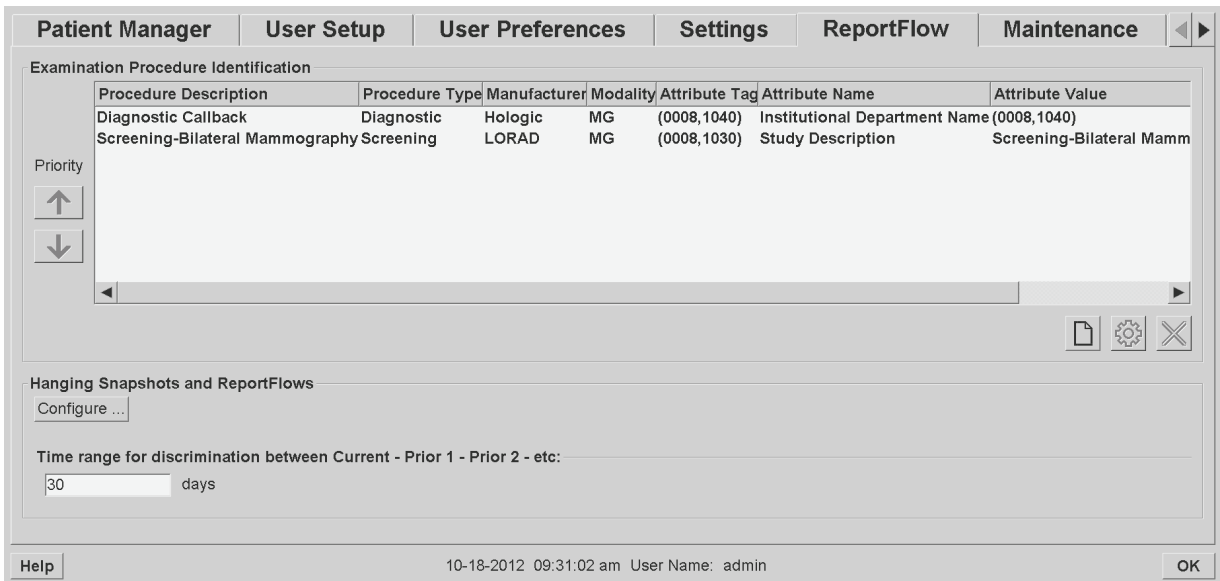 Patient Manager User Setup User Preferences Settings ReportFlow Maintenance
Examination Procedure Identification
Procedure Description Procedure Type Manufacturer Modality Attribute Tag Attribute Name Attribute Value
Diagnostic Callback Diagnostic Hologic MG (0008,1040) Institutional Department Name (0008,1040)
Screening-Bilateral Mammography Screening LORAD MG (0008,1030) Study Description Screening-Bilateral Mamm
Priority
Hanging Snapshots and ReportFlows
Configure ...
Time range for discrimination between Current - Prior 1 - Prior 2 - etc:
30 days
Help 10-18-2012 09:31:02 am User Name: admin OK